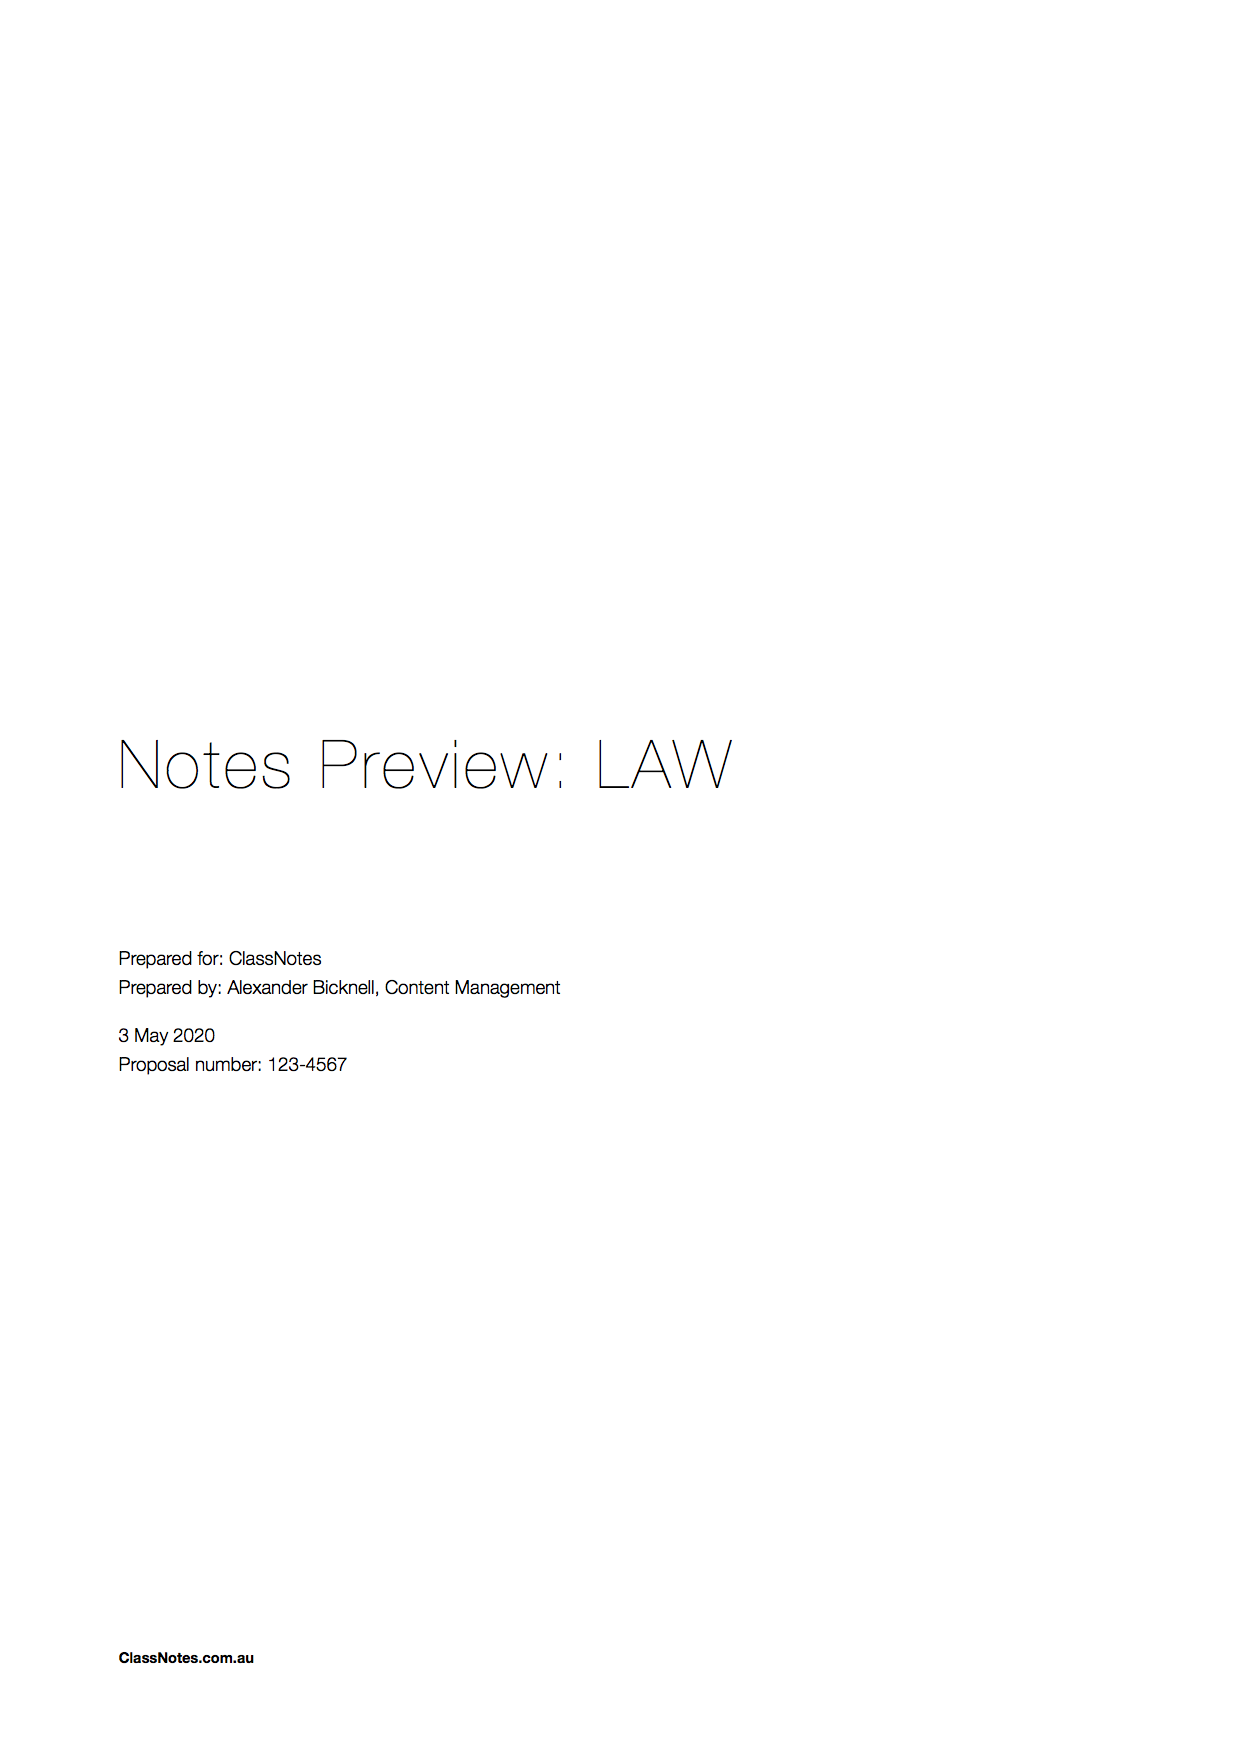 Notes Preview: LAW
Prepared for: ClassNotes
Prepared by: Alexander Bicknell, Content Management
3 May 2020
Proposal number: 123-4567
ClassNotes.com.au